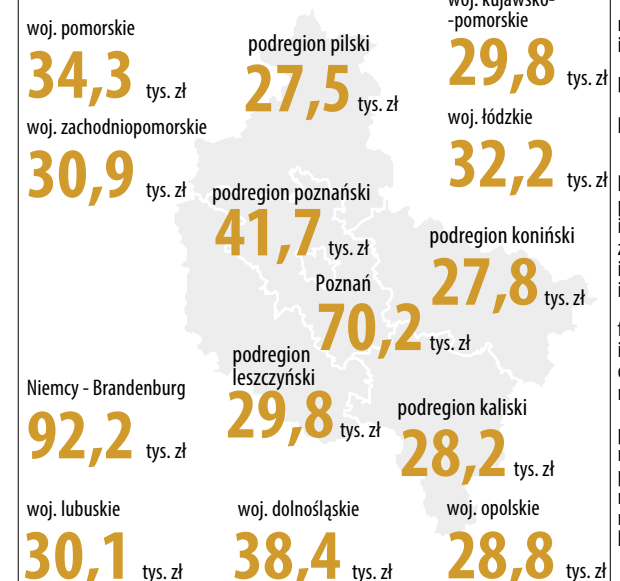 woj. kujawsko-
-pomorskie
29,8 tys. zł
woj. pomorskie
34,3 tys. zł
podregion pilski
27,5 tys. zł
woj. zachodniopomorskie
30,9 tys. zł
woj. łódzkie
32,2 tys. zł
podregion poznański
41,7 tys. zł
podregion koniński
27,8 tys. zł
Poznań
70,2 tys. zł
podregion
leszczyński
29,8 tys. zł
Niemcy - Brandenburg
92,2 tys. zł
podregion kaliski
28,2 tys. zł
woj. lubuskie
30,1 tys. zł
woj. dolnośląskie
38,4 tys. zł
woj. opolskie
28,8 tys. zł